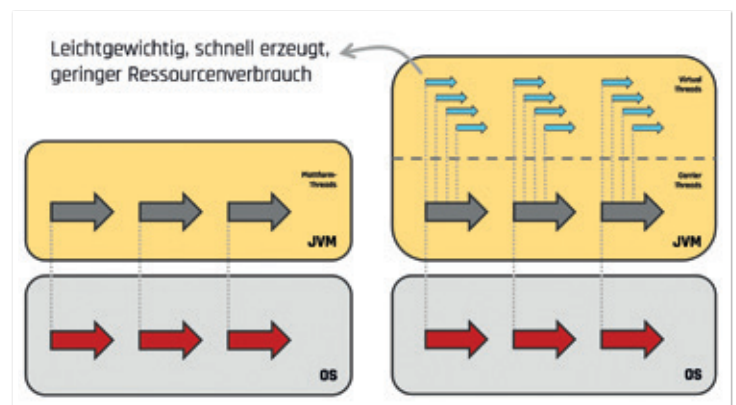 Leichtgewichtig, schnell erzeugt,
geringer Ressourcenverbrauch
Plattform-
Threads
JVM
OS
Virtual
Threads
Carrier
Threads
JVM
OS